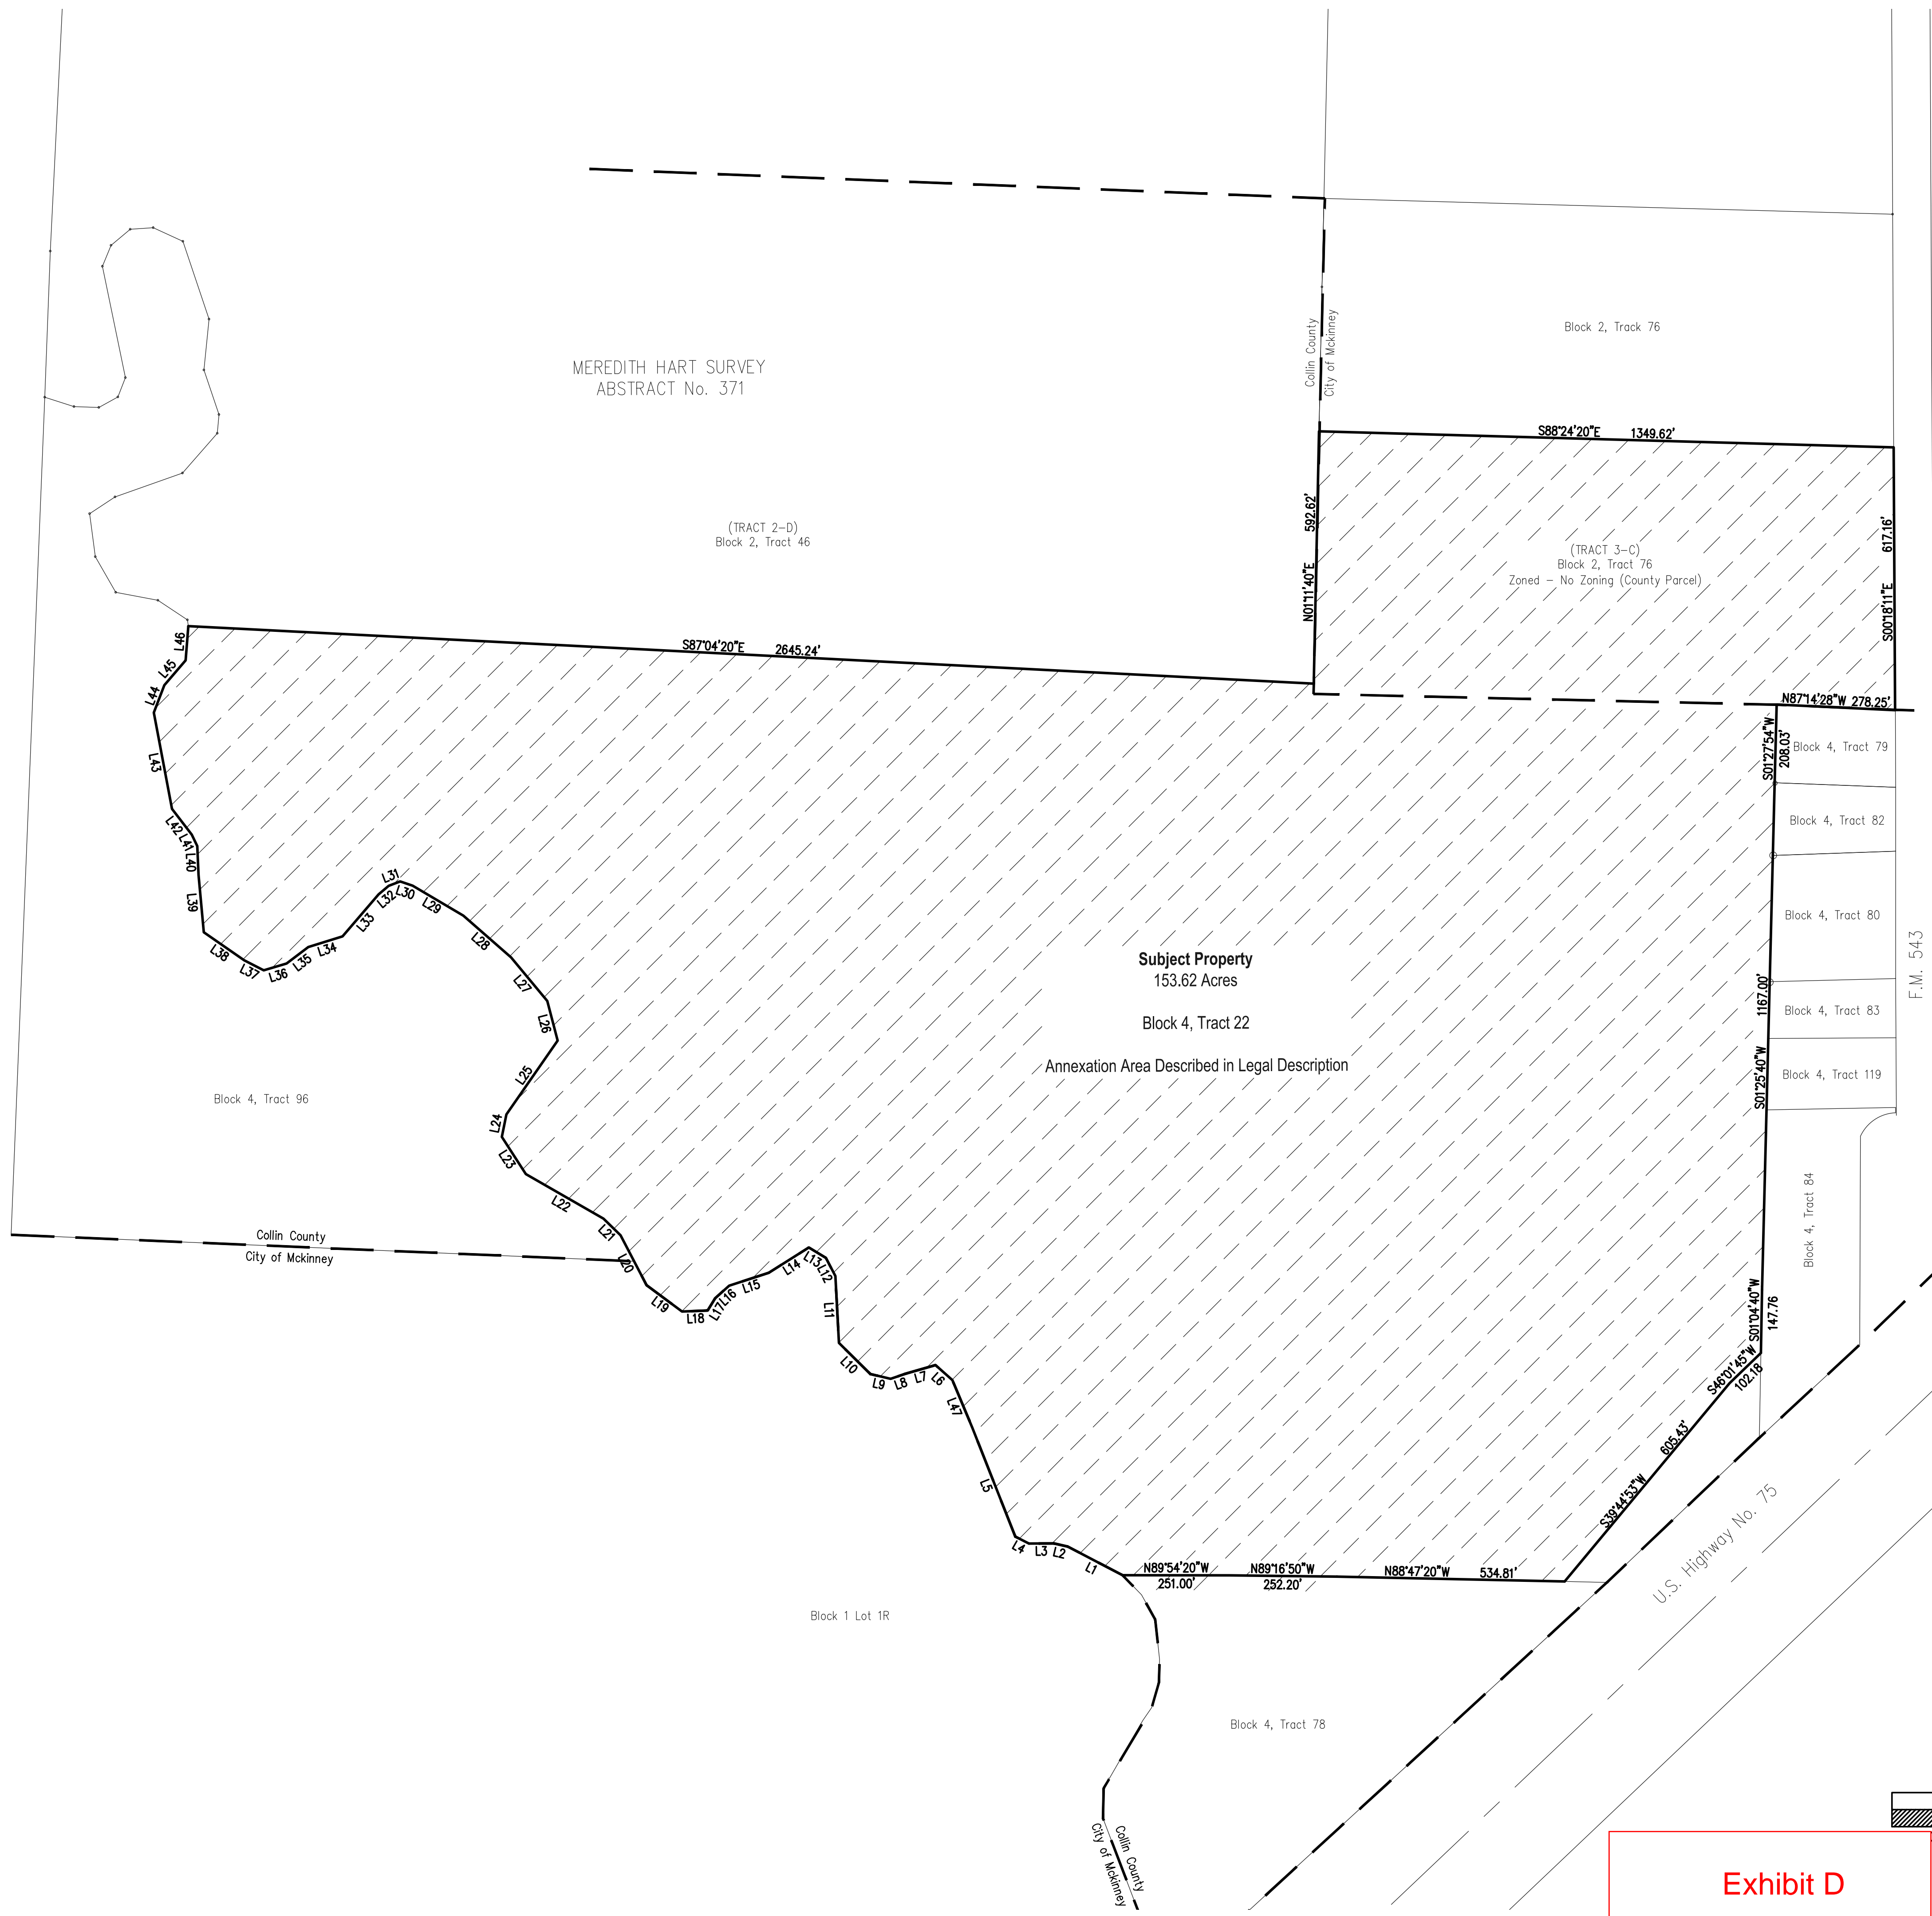 Collin County
City of Mckinney
Block 2, Track 76
MEREDITH HART SURVEY
ABSTRACT No. 371
S88°24'20"E 1349.62'
592.62'
N01°11'40"E
(TRACT 2-D)
Block 2, Tract 46
(TRACT 3-C)
Block 2, Tract 76
Zoned - No Zoning (County Parcel)
617.16'
S00°18'11"E
S87°04'20"E 2645.24'
L46
L45
L44
L43
L42
L41
L40
L39
L38
L37
L36
L35
L34
L33
L32
L31
L30
L29
L28
L27
L26
L25
L24
L23
L22
L21
L20
L19
L18
L17
L16
L15
L14
L13
L12
L11
L10
L9
L8
L7
L6
L47
L5
L4
L3
L2
L1
N87°14'28"W 278.25'
S01°27'54"W
208.03'
Block 4, Tract 79
Block 4, Tract 82
Block 4, Tract 80
Block 4, Tract 83
Block 4, Tract 119
Block 4, Tract 84
F.M. 543
1167.00'
S01°25'40"W
Subject Property
153.62 Acres
Block 4, Tract 22
Annexation Area Described in Legal Description
Block 4, Tract 96
Collin County
City of Mckinney
S01°04'40"W
147.76
S46°01'45"W
102.18
605.43'
S39°44'53"W
U.S. Highway No. 75
N89°54'20"W
251.00'
N89°16'50"W
252.20'
N88°47'20"W 534.81'
Block 1 Lot 1R
Block 4, Tract 78
Collin County
City of Mckinney
Exhibit D